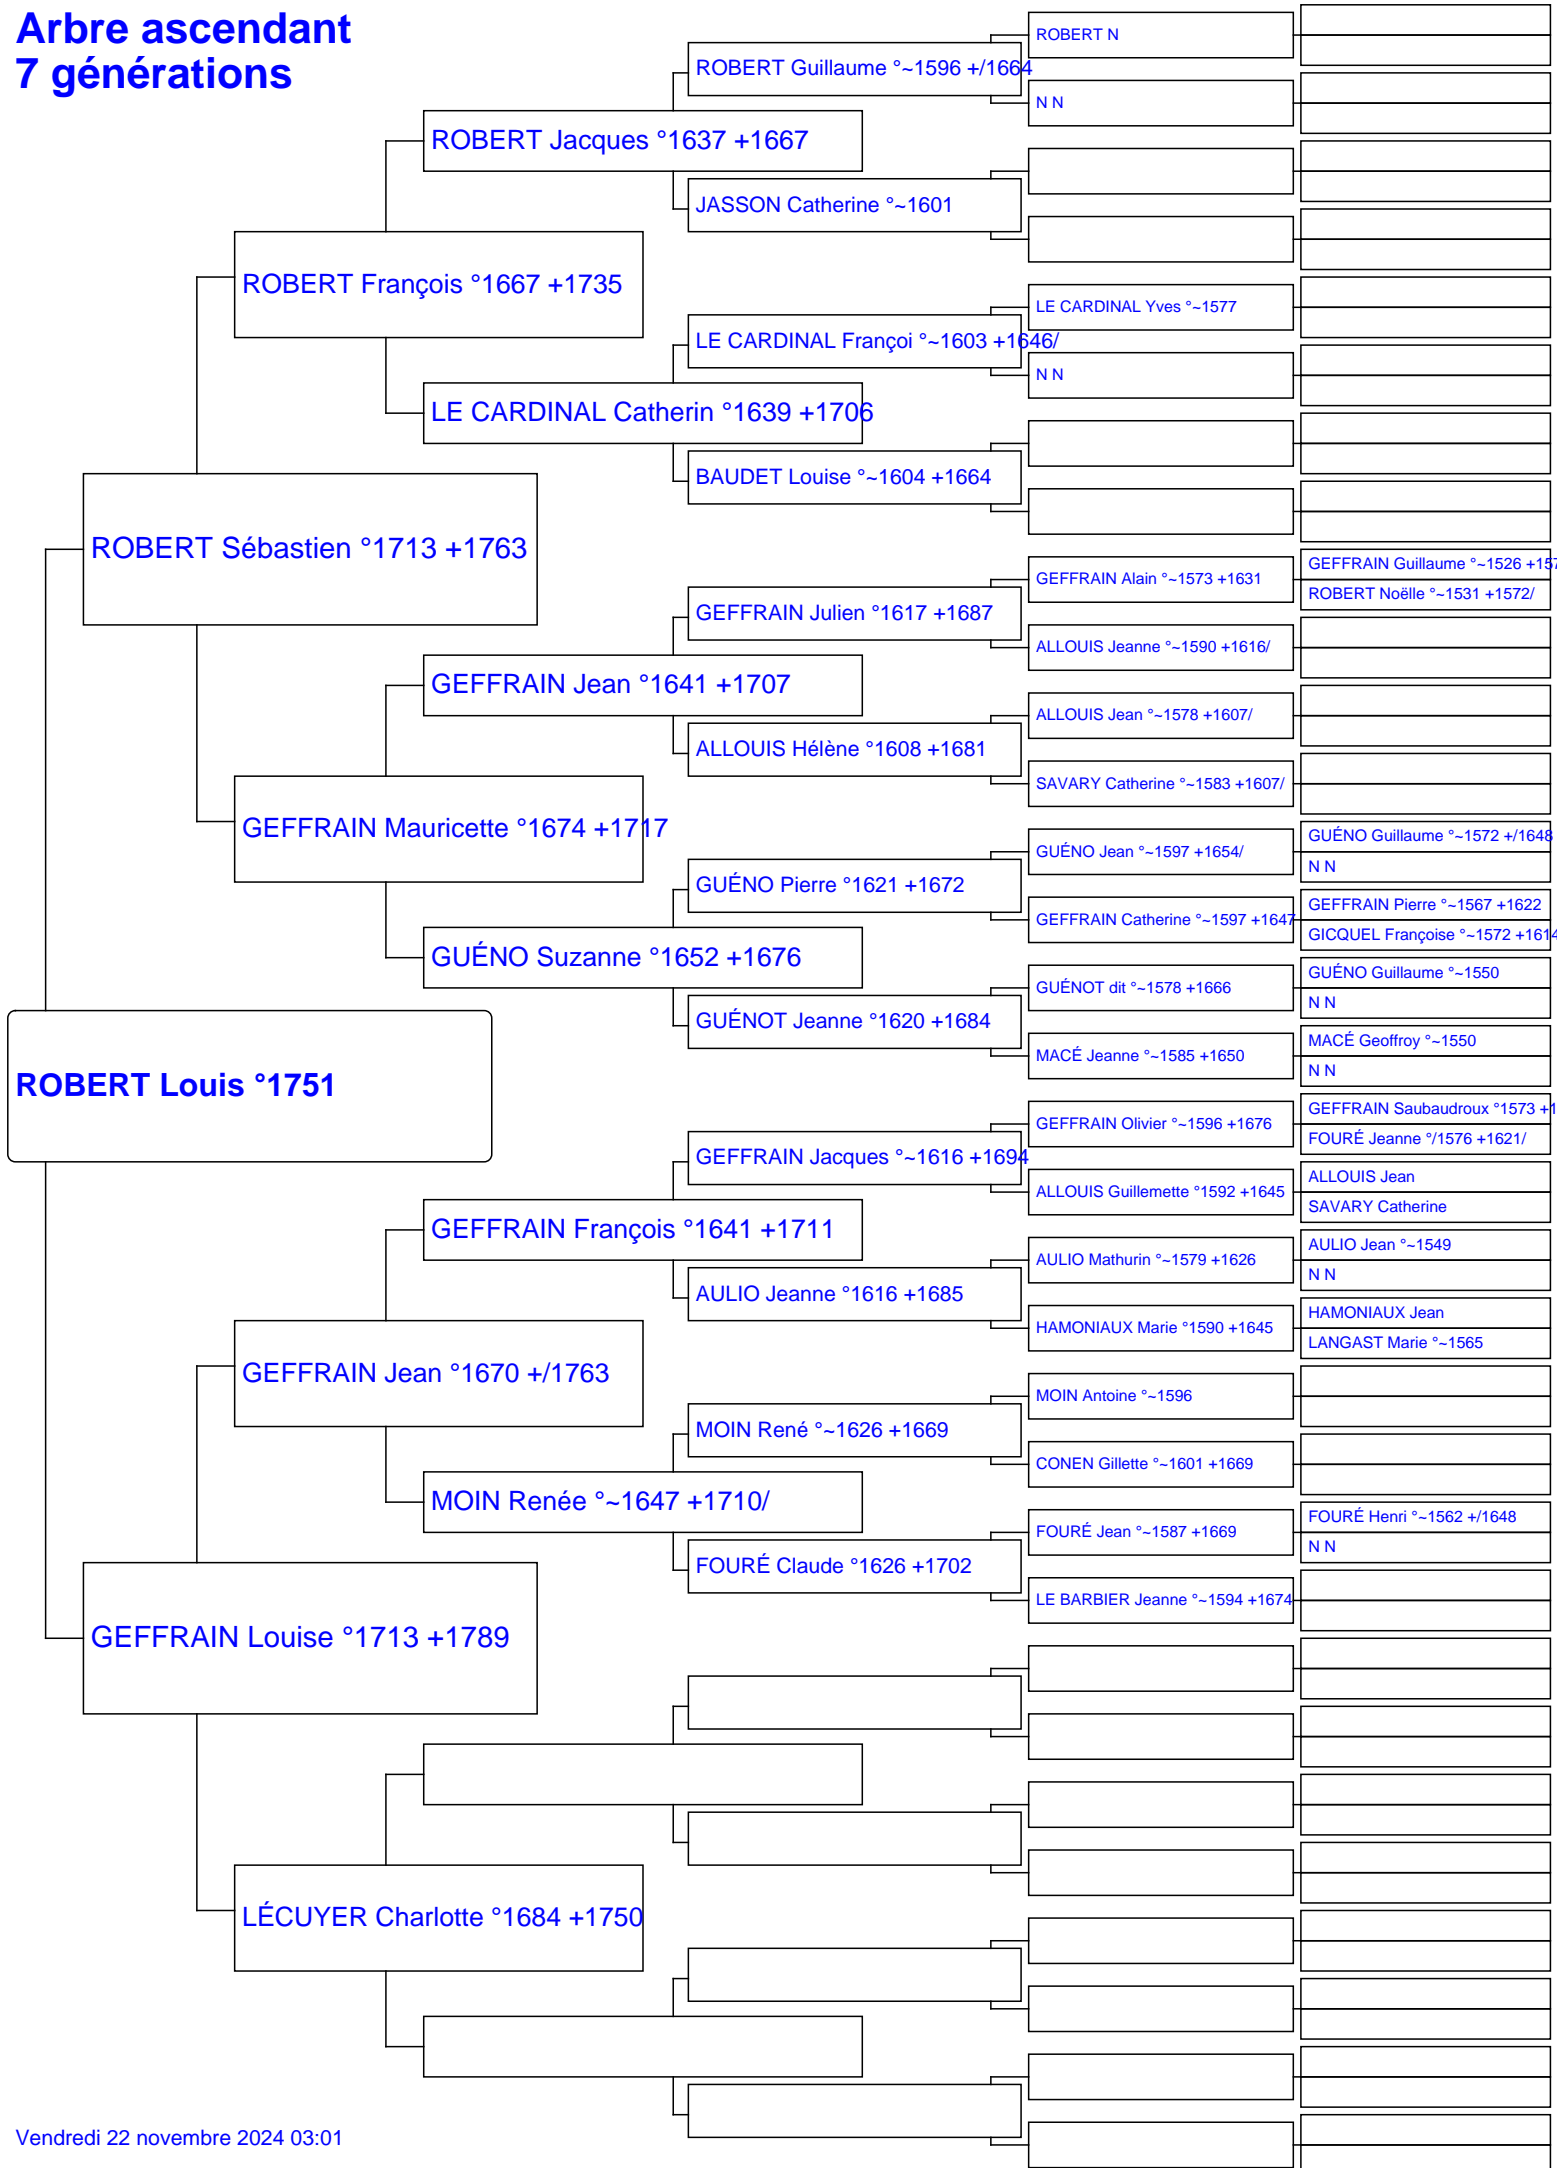 Arbre ascendant
7 générations
ROBERT N
ROBERT Guillaume °~1596 +/1664
N N
ROBERT Jacques °1637 +1667
JASSON Catherine °~1601
ROBERT François °1667 +1735
LE CARDINAL Yves °~1577
LE CARDINAL Françoi °~1603 +1646/
N N
LE CARDINAL Catherin °1639 +1706
BAUDET Louise °~1604 +1664
ROBERT Sébastien °1713 +1763
GEFFRAIN Guillaume °~1526 +157
GEFFRAIN Alain °~1573 +1631
ROBERT Noëlle °~1531 +1572/
GEFFRAIN Julien °1617 +1687
ALLOUIS Jeanne °~1590 +1616/
GEFFRAIN Jean °1641 +1707
ALLOUIS Jean °~1578 +1607/
ALLOUIS Hélène °1608 +1681
SAVARY Catherine °~1583 +1607/
GEFFRAIN Mauricette °1674 +1717
GUÉNO Guillaume °~1572 +/1648
GUÉNO Jean °~1597 +1654/
N N
GUÉNO Pierre °1621 +1672
GEFFRAIN Pierre °~1567 +1622
GEFFRAIN Catherine °~1597 +1647
GICQUEL Françoise °~1572 +1614
GUÉNO Suzanne °1652 +1676
GUÉNO Guillaume °~1550
GUÉNOT dit °~1578 +1666
N N
GUÉNOT Jeanne °1620 +1684
MACÉ Geoffroy °~1550
MACÉ Jeanne °~1585 +1650
N N
ROBERT Louis °1751
GEFFRAIN Saubaudroux °1573 +1
GEFFRAIN Olivier °~1596 +1676
FOURÉ Jeanne °/1576 +1621/
GEFFRAIN Jacques °~1616 +1694
ALLOUIS Jean
ALLOUIS Guillemette °1592 +1645
SAVARY Catherine
GEFFRAIN François °1641 +1711
AULIO Jean °~1549
AULIO Mathurin °~1579 +1626
N N
AULIO Jeanne °1616 +1685
HAMONIAUX Jean
HAMONIAUX Marie °1590 +1645
LANGAST Marie °~1565
GEFFRAIN Jean °1670 +/1763
MOIN Antoine °~1596
MOIN René °~1626 +1669
CONEN Gillette °~1601 +1669
MOIN Renée °~1647 +1710/
FOURÉ Henri °~1562 +/1648
FOURÉ Jean °~1587 +1669
N N
FOURÉ Claude °1626 +1702
LE BARBIER Jeanne °~1594 +1674
GEFFRAIN Louise °1713 +1789
LÉCUYER Charlotte °1684 +1750
Vendredi 22 novembre 2024 03:01